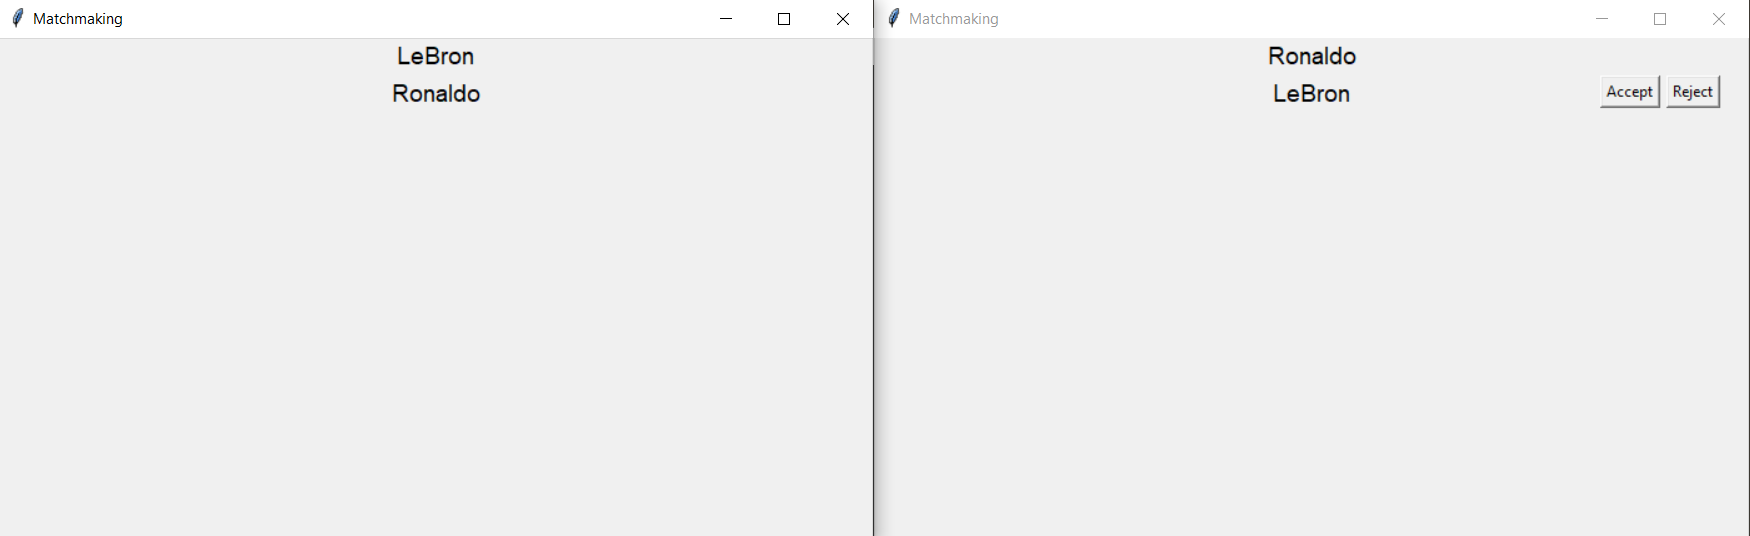 Matchmaking
LeBron
Ronaldo
Matchmaking
Ronaldo
LeBron Accept Reject